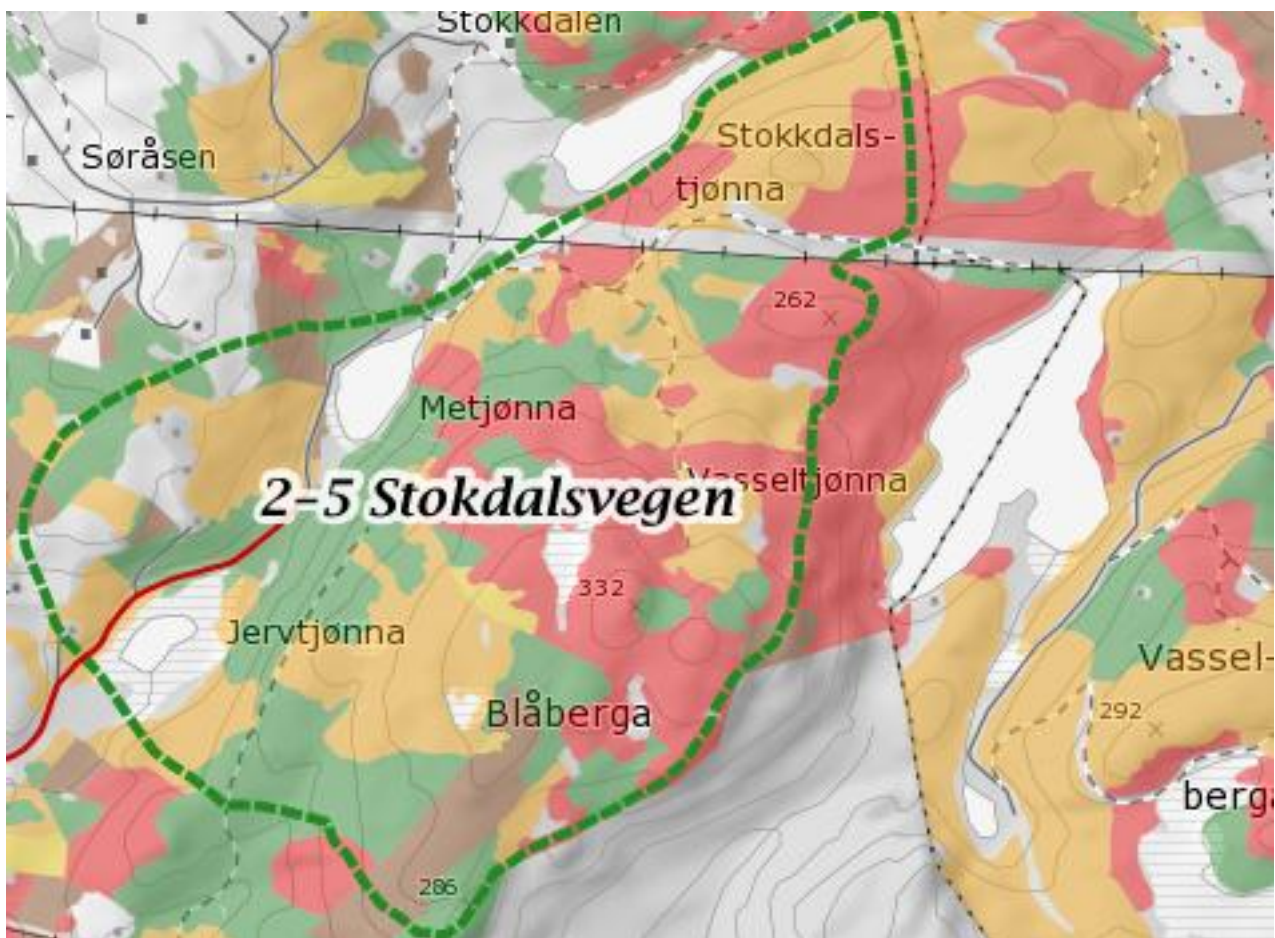 Stokkdalen
Søråsen
Stokkdals-
tjønna
262
Metjønna
Vasseltjønna
2-5 Stokdalsvegen
332
Jervtjønna
Vassel-
Blåberga
292
berga
286